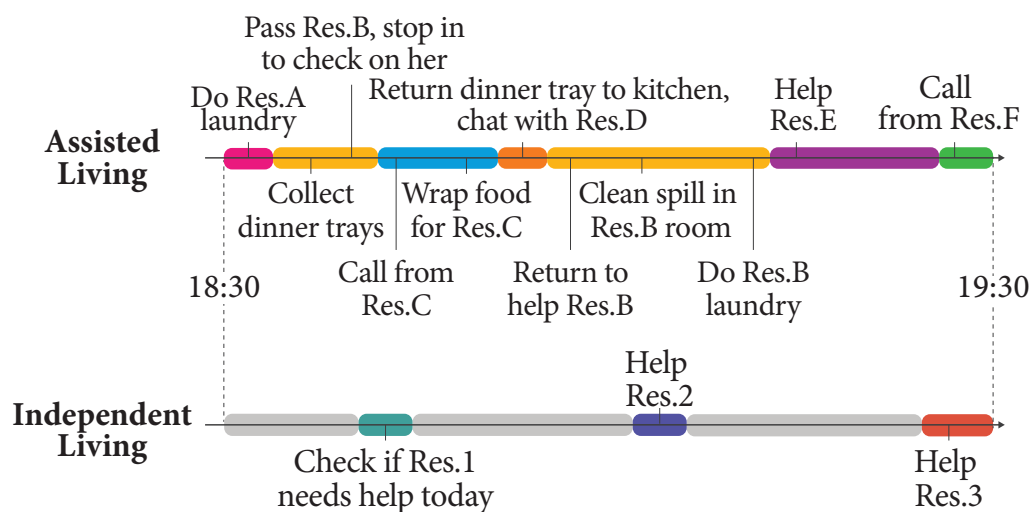 Pass Res.B, stop in
to check on her
Do Res.A
laundry
Return dinner tray to kitchen,
chat with Res.D
Help
Res.E
Call
from Res.F
Assisted
Living
Collect
dinner trays
Wrap food
for Res.C
Clean spill in
Res.B room
Call from
Res.C
Return to
help Res.B
Do Res.B
laundry
18:30
19:30
Help
Res.2
Independent
Living
Check if Res.1
needs help today
Help
Res.3